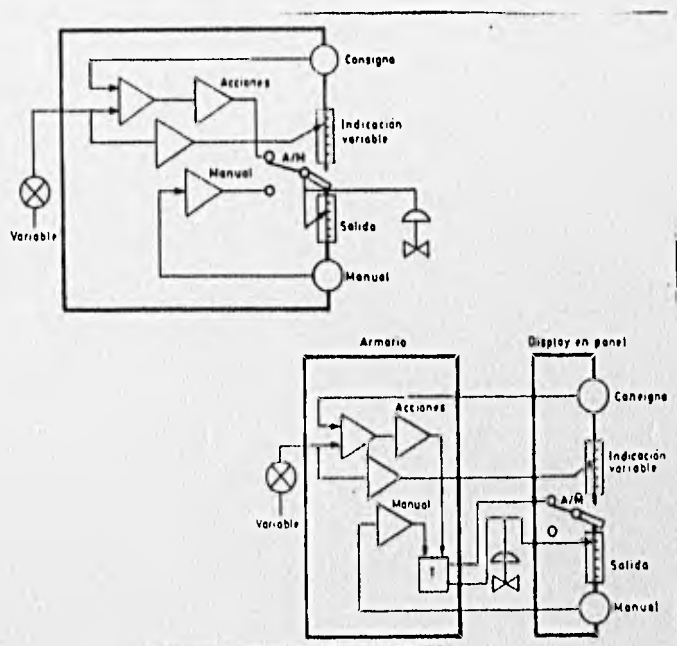 Consigna
Acciones
Indicación
variable
A/M
Manual
Variable
Salida
Manual
Armario
Display en panel
Consigna
Acciones
Indicación
variable
A/M
Manual
Variable
Salida
Manual